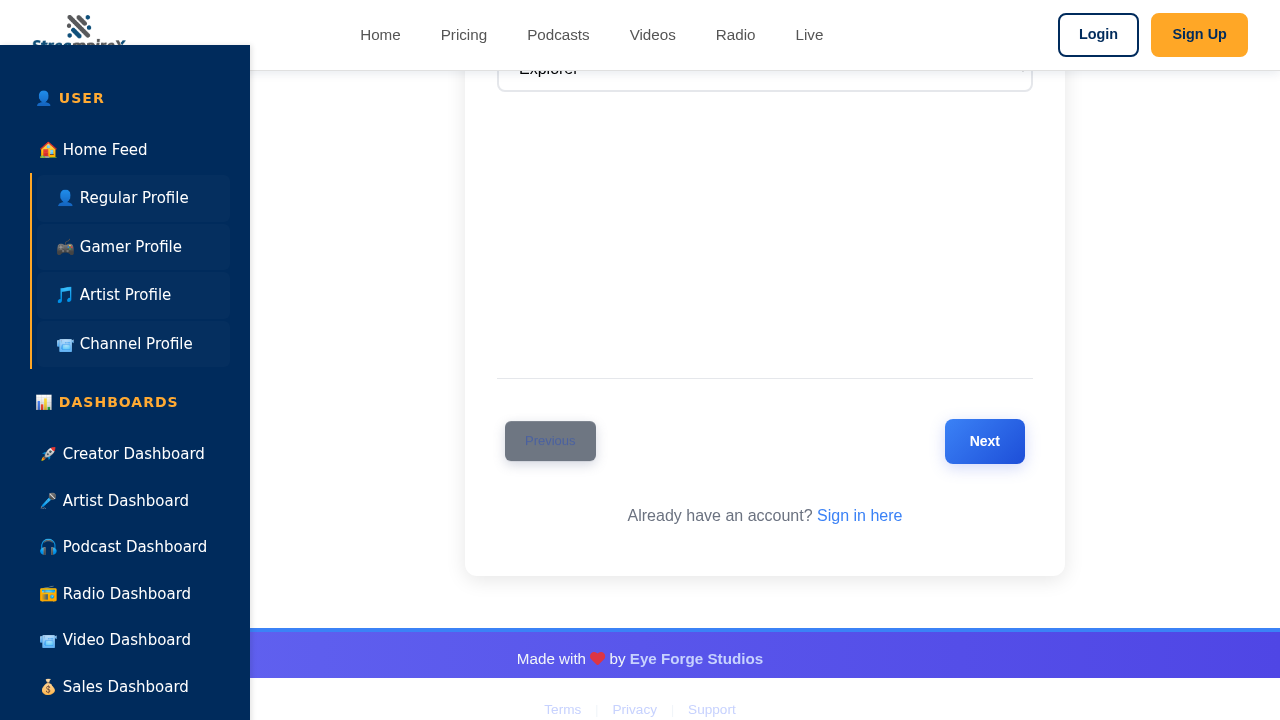 StreampireX
Home
Pricing
Podcasts
Videos
Radio
Live
Login
Sign Up
Explorer
USER
Home Feed
Regular Profile
Gamer Profile
Artist Profile
Channel Profile
DASHBOARDS
Creator Dashboard
Artist Dashboard
Podcast Dashboard
Radio Dashboard
Video Dashboard
Sales Dashboard
Previous
Next
Already have an account? Sign in here
Made with ❤️ by Eye Forge Studios
Terms | Privacy | Support